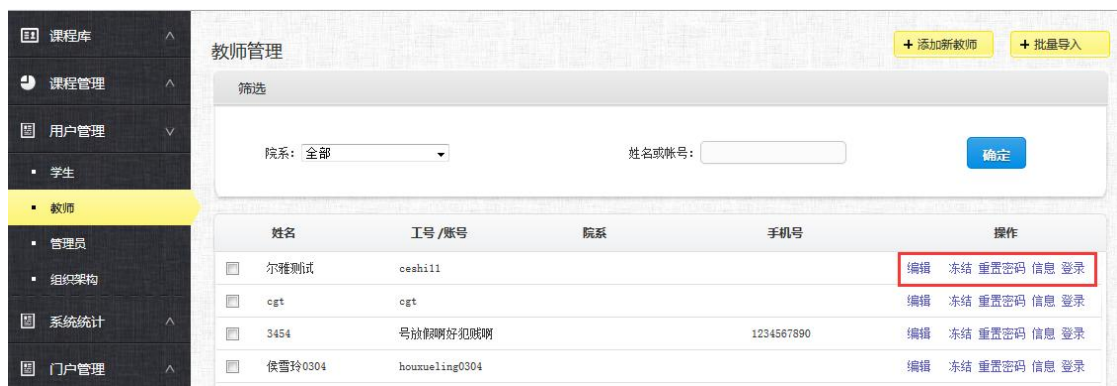 课程库
课程管理
用户管理
学生
教师
管理员
组织架构
系统统计
门户管理
教师管理
+ 添加新教师
+ 批量导入
筛选
院系: 全部
姓名或帐号:
确定
姓名 工号/账号 院系 手机号 操作
尔雅测试 ceshi11 编辑 冻结 重置密码 信息 登录
cgt cgt 编辑 冻结 重置密码 信息 登录
3454 号放假啊好犯贱啊 1234567890 编辑 冻结 重置密码 信息 登录
侯雪玲0304 houxueling0304 编辑 冻结 重置密码 信息 登录